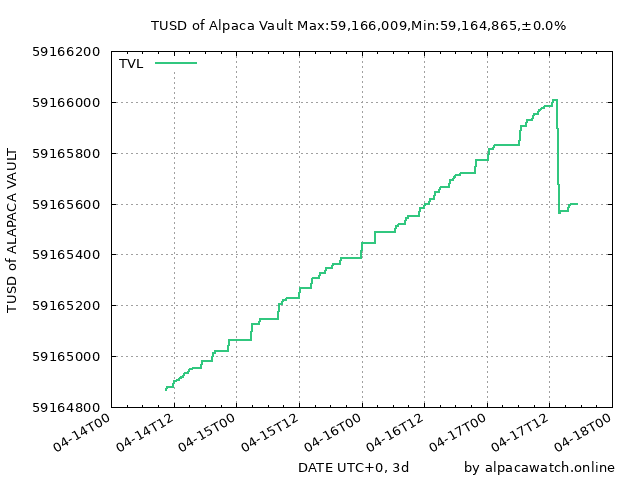 TUSD of Alpaca Vault Max:59,166,009,Min:59,164,865,±0.0%
TVL
59166200
59166000
59165800
59165600
59165400
59165200
59165000
59164800
TUSD of ALAPACA VAULT
04-14T00
04-14T12
04-15T00
04-15T12
04-16T00
04-16T12
04-17T00
04-17T12
04-18T00
DATE UTC+0, 3d
by alpacawatch.online